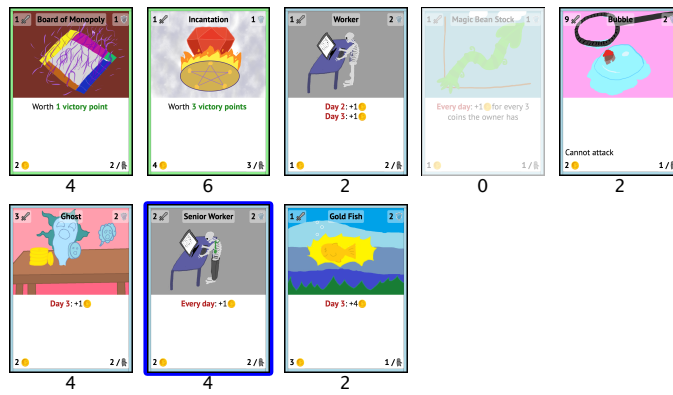 1 Board of Monopoly 1
Worth 1 victory point
2 2/
4
1 Incantation 1
Worth 3 victory points
4 3/
6
1 Worker 2
Day 2: +1
Day 3: +1
1 2/
2
1 Magic Bean Stock 1
Every day: +1 for every 3
coins the owner has
1 1/
0
9 Bubble 2
Cannot attack
2 1/
2
3 Ghost 2
Day 3: +1
2 2/
4
2 Senior Worker 2
Every day: +1
2 2/
4
1 Gold Fish 2
Day 3: +4
3 1/
2